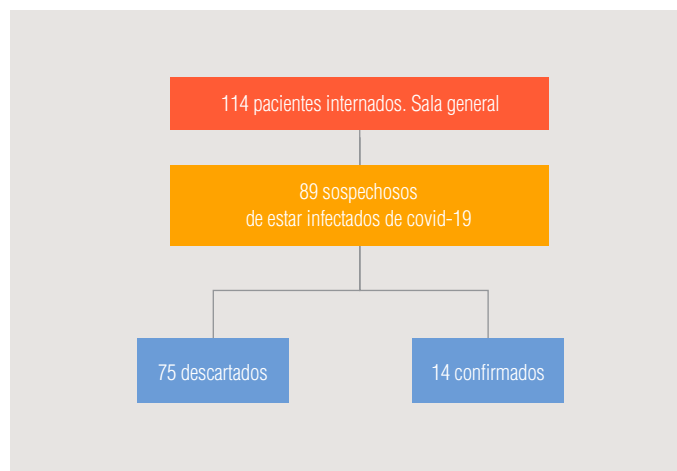 114 pacientes internados. Sala general
89 sospechosos
de estar infectados de covid-19
75 descartados
14 confirmados